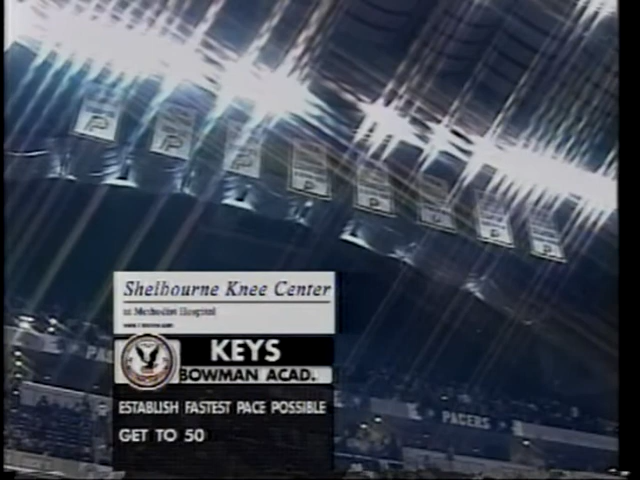 Shelbourne Knee Center
at Methodist Hospital
KEYS
BOWMAN ACAD.
ESTABLISH FASTEST PACE POSSIBLE
GET TO 50
PACERS